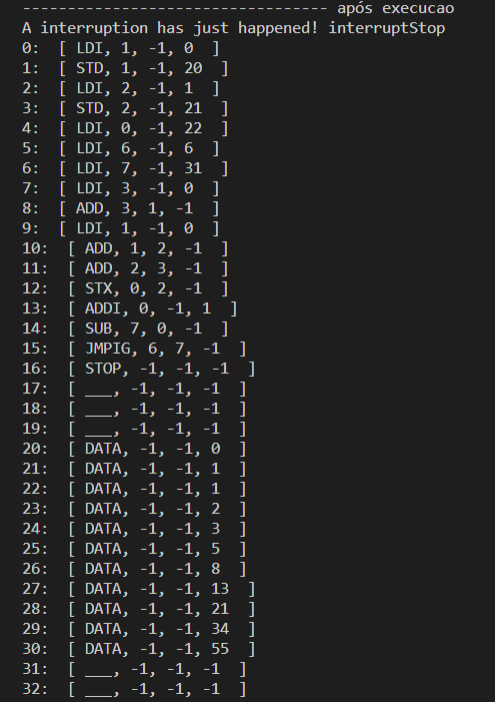 --------------------------------- após execucao
A interruption has just happened! interruptStop
0:  [ LDI, 1, -1, 0  ]
1:  [ STD, 1, -1, 20  ]
2:  [ LDI, 2, -1, 1  ]
3:  [ STD, 2, -1, 21  ]
4:  [ LDI, 0, -1, 22  ]
5:  [ LDI, 6, -1, 6  ]
6:  [ LDI, 7, -1, 31  ]
7:  [ LDI, 3, -1, 0  ]
8:  [ ADD, 3, 1, -1  ]
9:  [ LDI, 1, -1, 0  ]
10:  [ ADD, 1, 2, -1  ]
11:  [ ADD, 2, 3, -1  ]
12:  [ STX, 0, 2, -1  ]
13:  [ ADDI, 0, -1, 1  ]
14:  [ SUB, 7, 0, -1  ]
15:  [ JMPIG, 6, 7, -1  ]
16:  [ STOP, -1, -1, -1  ]
17:  [ ___, -1, -1, -1  ]
18:  [ ___, -1, -1, -1  ]
19:  [ ___, -1, -1, -1  ]
20:  [ DATA, -1, -1, 0  ]
21:  [ DATA, -1, -1, 1  ]
22:  [ DATA, -1, -1, 1  ]
23:  [ DATA, -1, -1, 2  ]
24:  [ DATA, -1, -1, 3  ]
25:  [ DATA, -1, -1, 5  ]
26:  [ DATA, -1, -1, 8  ]
27:  [ DATA, -1, -1, 13  ]
28:  [ DATA, -1, -1, 21  ]
29:  [ DATA, -1, -1, 34  ]
30:  [ DATA, -1, -1, 55  ]
31:  [ ___, -1, -1, -1  ]
32:  [ ___, -1, -1, -1  ]